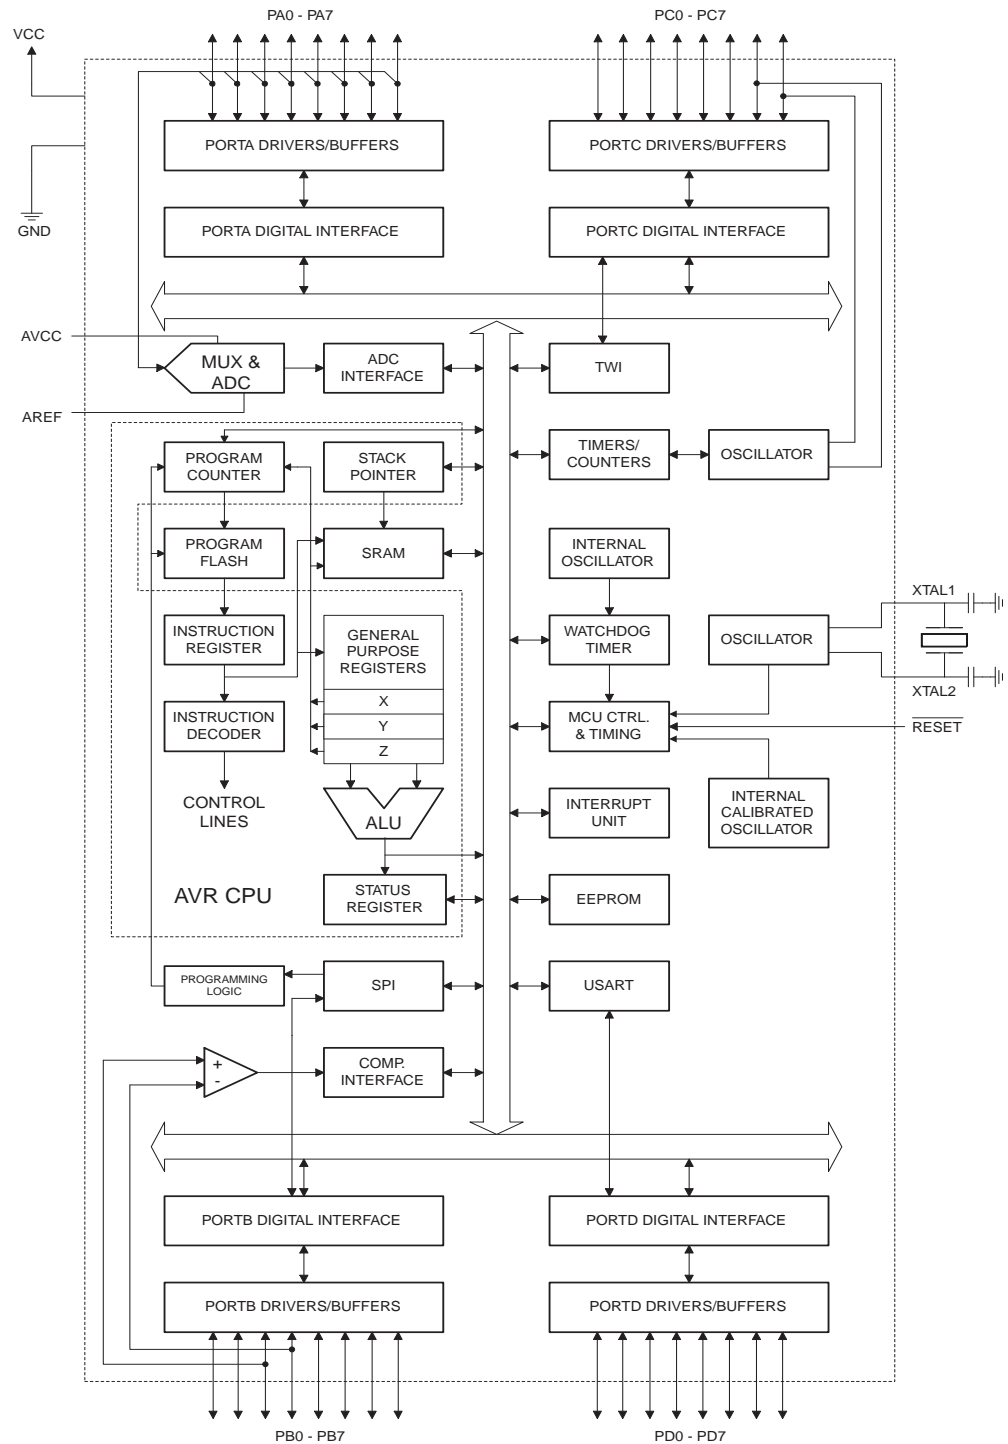 PA0 - PA7
PC0 - PC7
VCC
PORTA DRIVERS/BUFFERS
PORTC DRIVERS/BUFFERS
GND
PORTA DIGITAL INTERFACE
PORTC DIGITAL INTERFACE
AVCC
MUX &
ADC
ADC
INTERFACE
TWI
AREF
PROGRAM
COUNTER
STACK
POINTER
TIMERS/
COUNTERS
OSCILLATOR
PROGRAM
FLASH
SRAM
INTERNAL
OSCILLATOR
XTAL1
INSTRUCTION
REGISTER
GENERAL
PURPOSE
REGISTERS
WATCHDOG
TIMER
OSCILLATOR
XTAL2
X
INSTRUCTION
DECODER
Y
MCU CTRL.
& TIMING
RESET
Z
CONTROL
LINES
ALU
INTERRUPT
UNIT
INTERNAL
CALIBRATED
OSCILLATOR
AVR CPU
STATUS
REGISTER
EEPROM
PROGRAMMING
LOGIC
SPI
USART
+
-
COMP.
INTERFACE
PORTB DIGITAL INTERFACE
PORTD DIGITAL INTERFACE
PORTB DRIVERS/BUFFERS
PORTD DRIVERS/BUFFERS
PB0 - PB7
PD0 - PD7